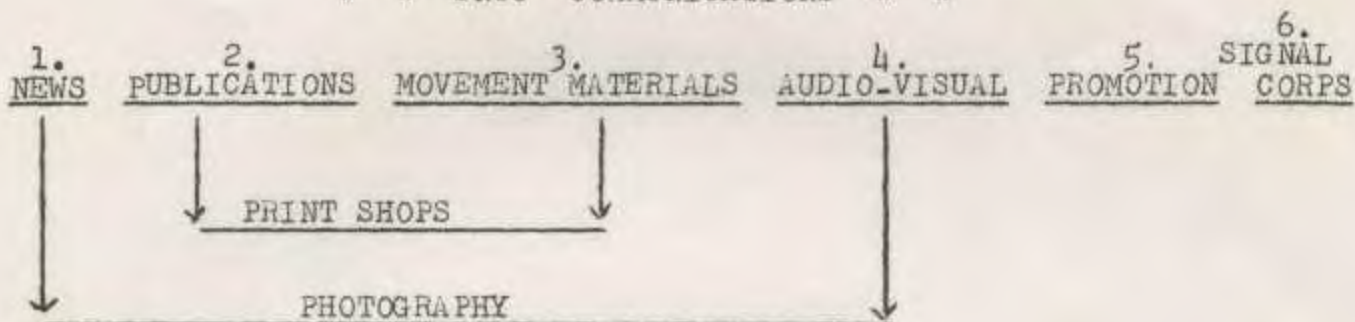 6.
1. 2. 3. 4. 5. SIGNAL
NEWS PUBLICATIONS MOVEMENT MATERIALS AUDIO-VISUAL PROMOTION CORPS
PRINT SHOPS
PHOTOGRAPHY